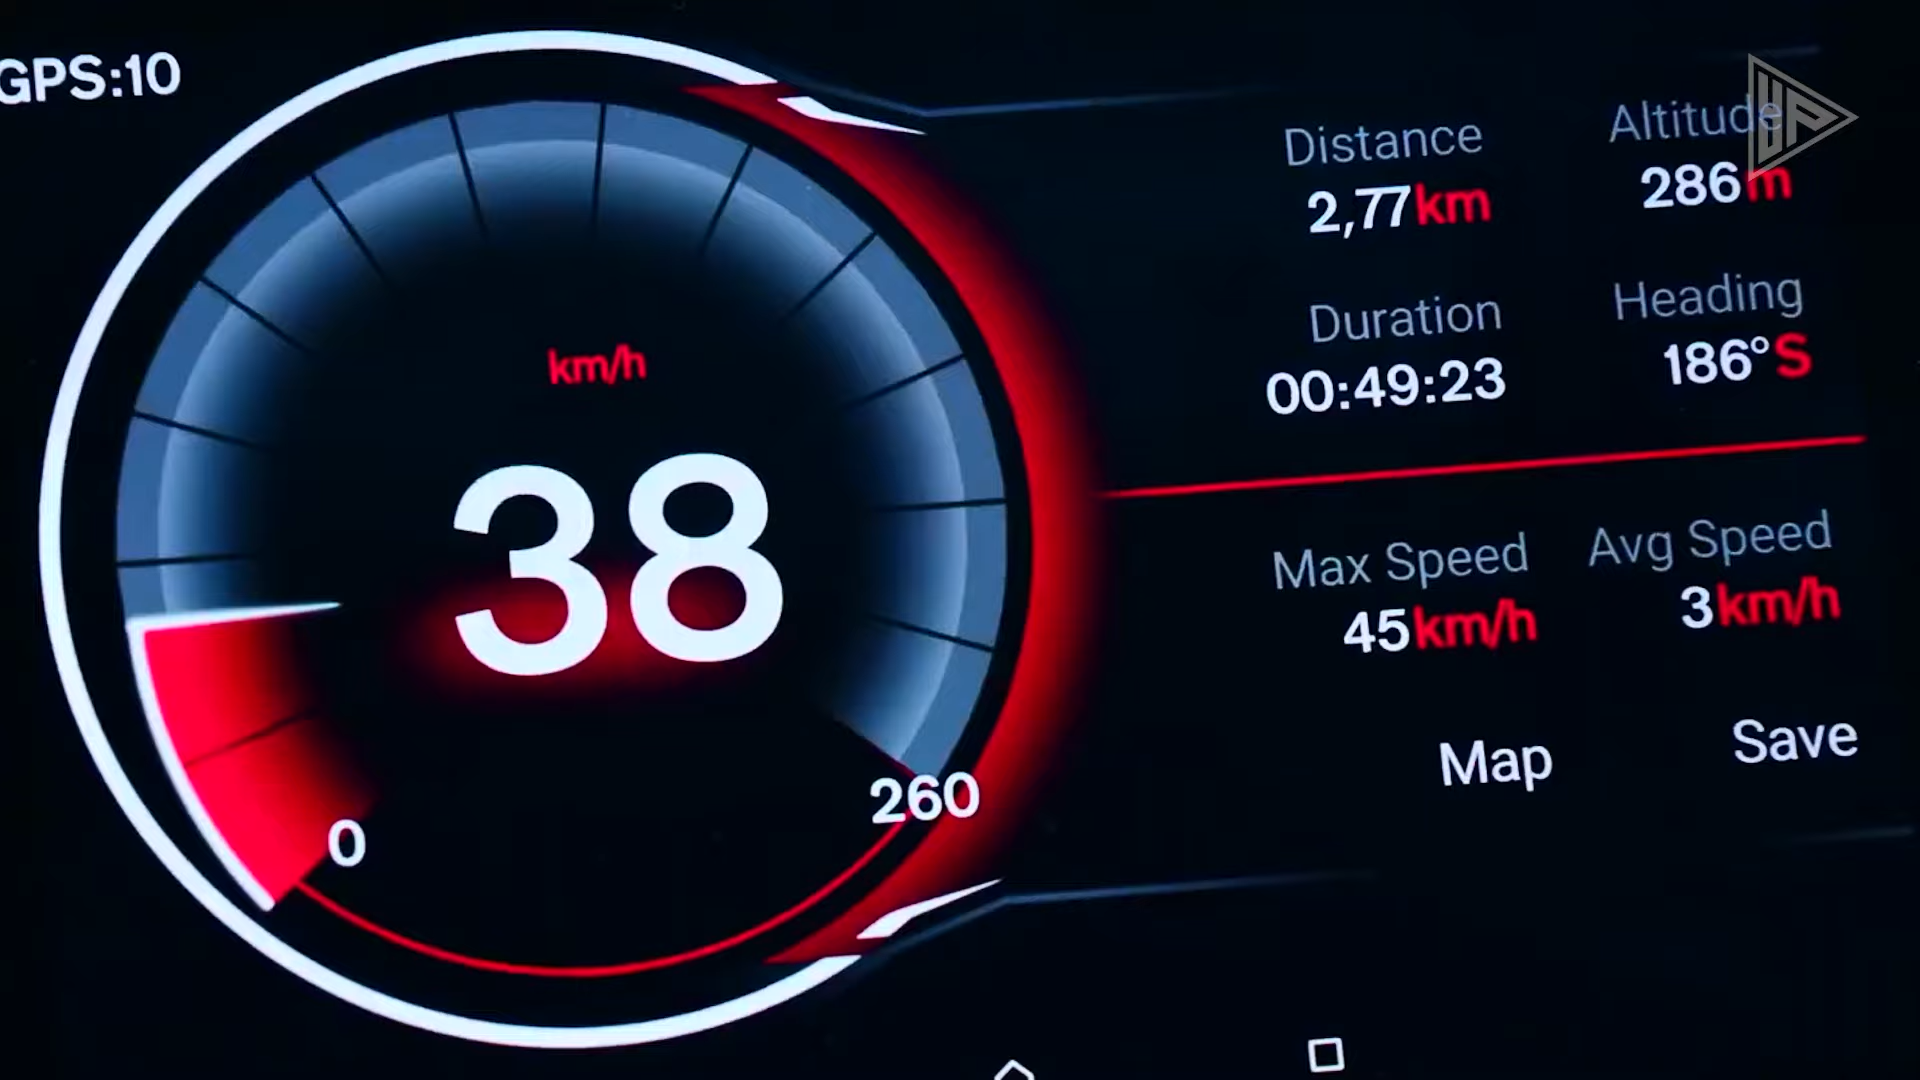 GPS:10
km/h
38
0
260
Distance
2,77km
Altitude
286m
Duration
00:49:23
Heading
186°S
Max Speed
45km/h
Avg Speed
3km/h
Map
Save
UP